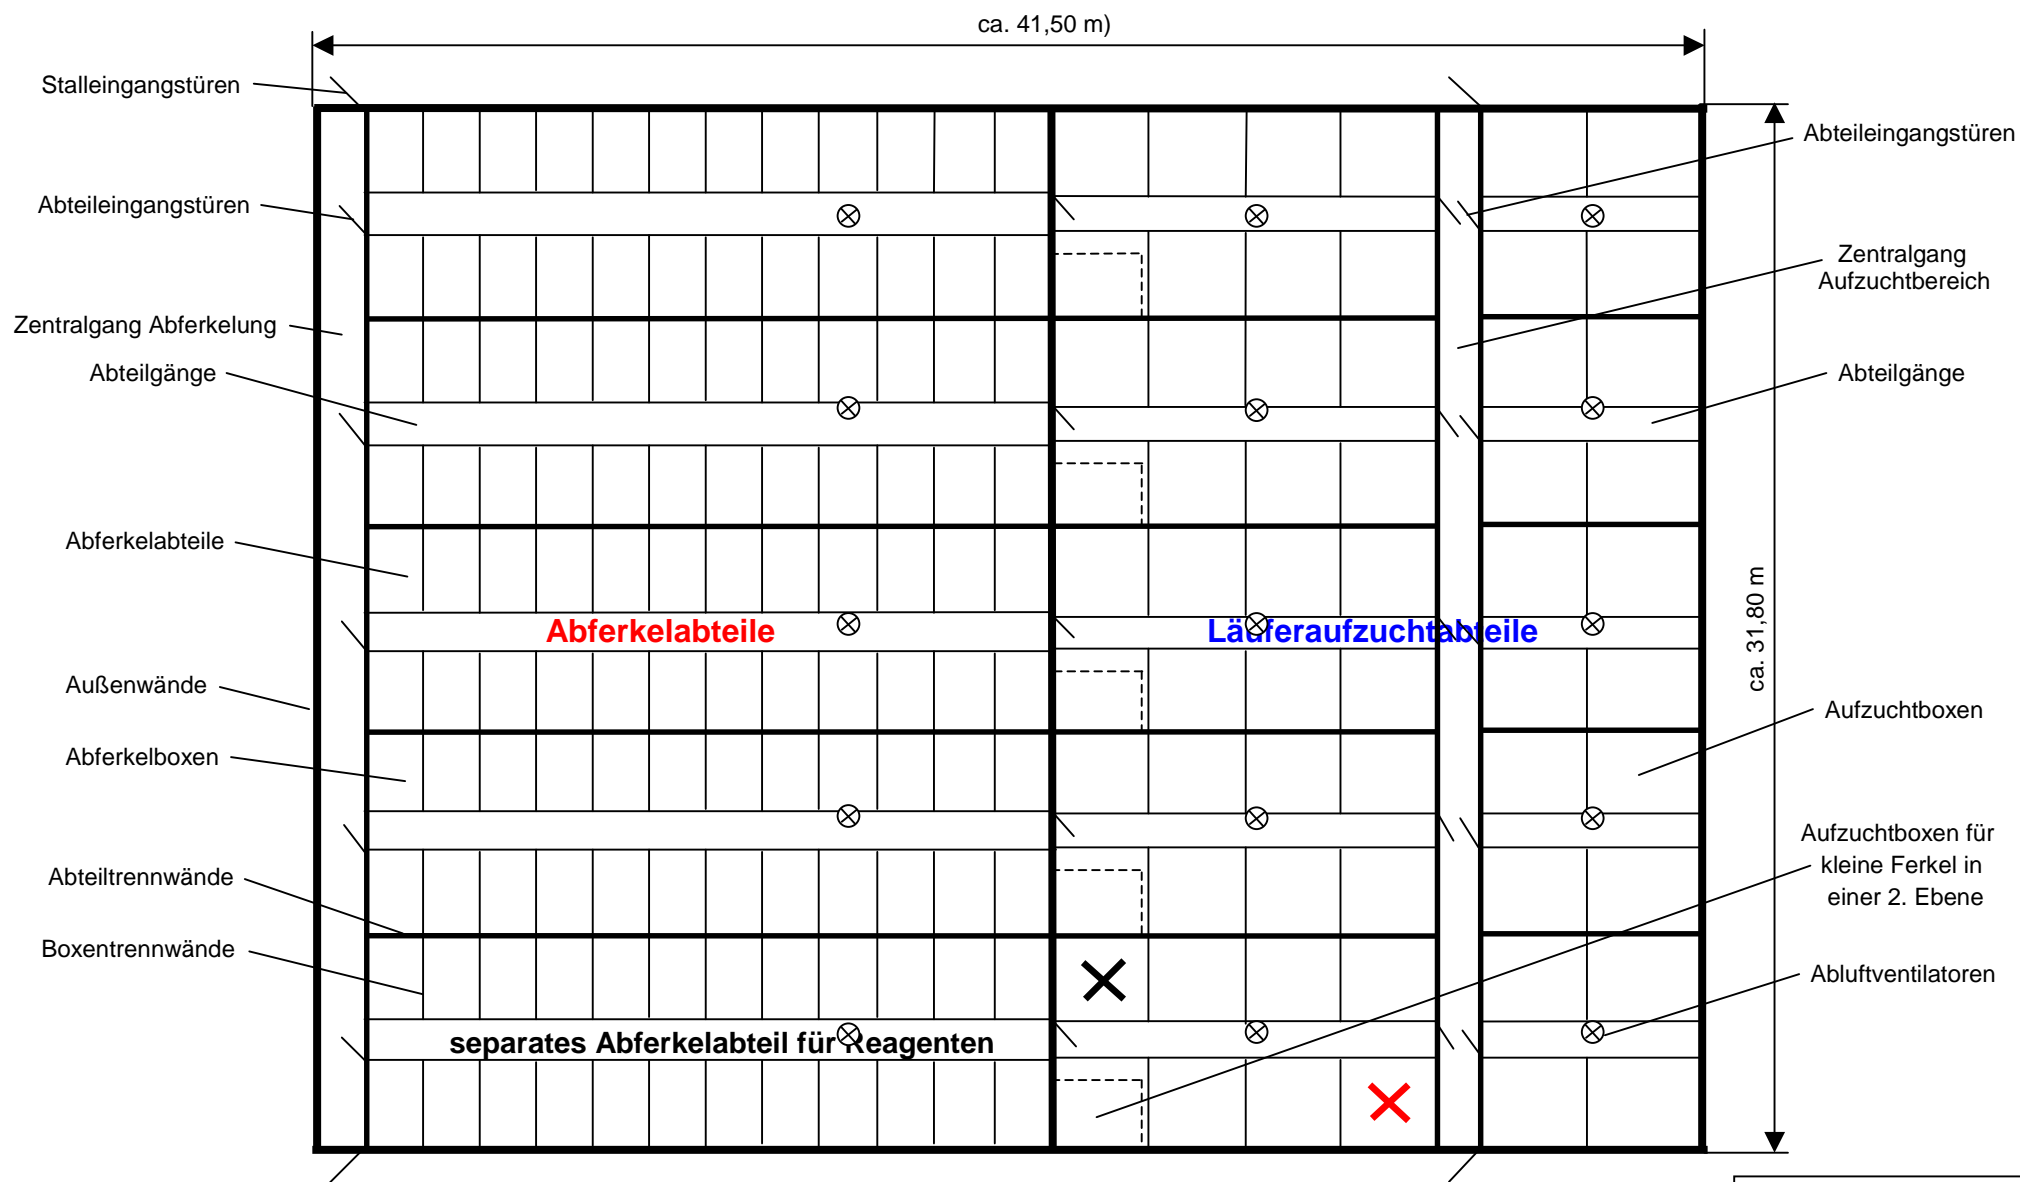 ca. 41,50 m)
Stalleingangstüren
Abteileingangstüren
Zentralgang Abferkelung
Abteilgänge
Abferkelabteile
Außenwände
Abferkelboxen
Abteiltrennwände
Boxentrennwände
Abferkelabteile
separates Abferkelabteil für Reagenten
Läuferaufzuchtabteile
Abteileingangstüren
Zentralgang
Aufzuchtbereich
Abteilgänge
ca. 31,80 m
Aufzuchtboxen
Aufzuchtboxen für
kleine Ferkel in
einer 2. Ebene
Abluftventilatoren